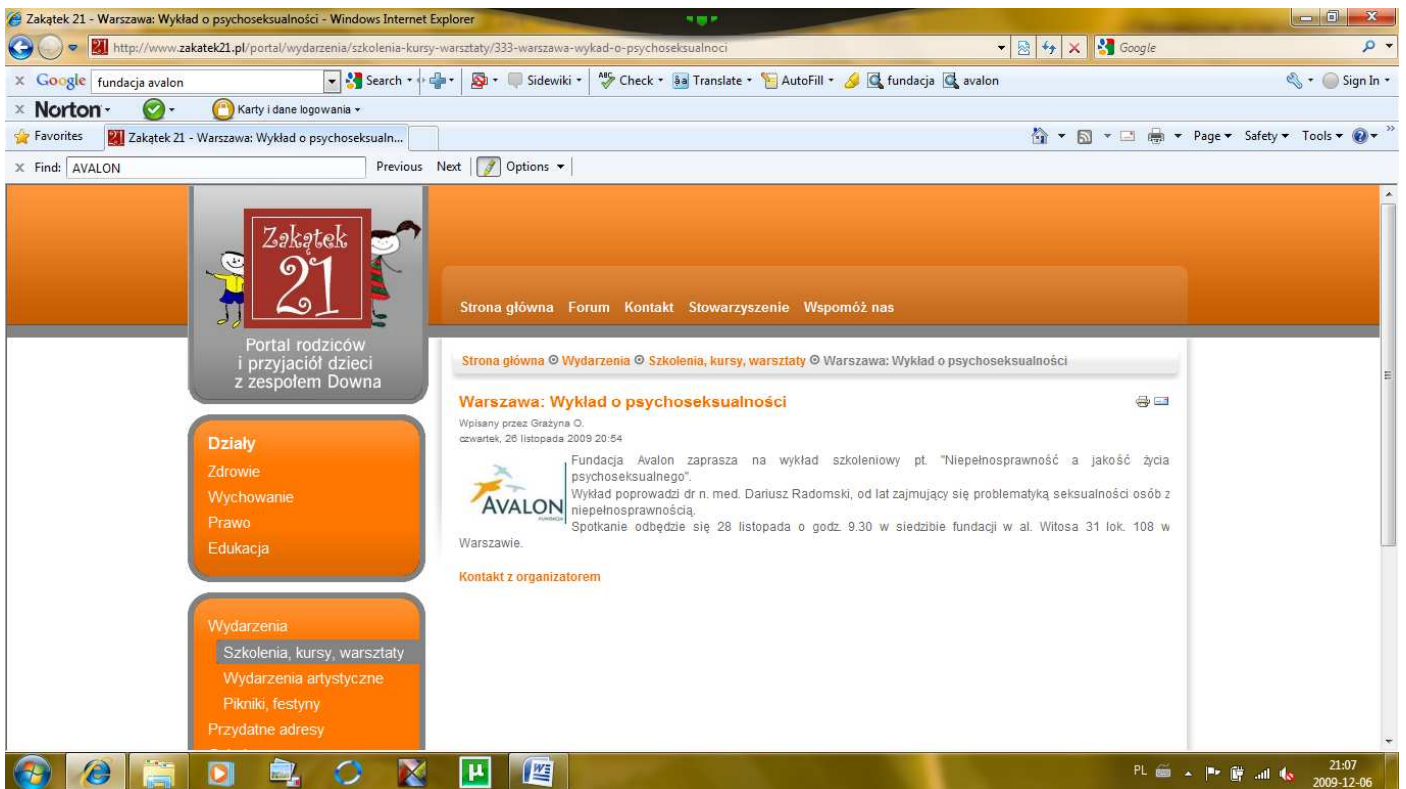 Zakątek 21 - Warszawa: Wykład o psychoseksualności - Windows Internet Explorer
http://www.zakatek21.pl/portal/wydarzenia/szkolenia-kursy-warsztaty/333-warszawa-wykad-o-psychoseksualnoci
Google
x Google fundacja avalon Search Sidewiki Check Translate AutoFill fundacja avalon Sign In
x Norton Karty i dane logowania
Favorites Zakątek 21 - Warszawa: Wykład o psychoseksualn... Page Safety Tools
x Find: AVALON Previous Next Options
Zakątek
21
Portal rodziców
i przyjaciół dzieci
z zespołem Downa
Strona główna Forum Kontakt Stowarzyszenie Wspomóż nas
Strona główna Wydarzenia Szkolenia, kursy, warsztaty Warszawa: Wykład o psychoseksualności
Warszawa: Wykład o psychoseksualności
Wpisany przez Grażyna O.
czwartek, 26 listopada 2009 20:54
AVALON
FUNDACJA
Fundacja Avalon zaprasza na wykład szkoleniowy pt. "Niepełnosprawność a jakość życia
psychoseksualnego".
Wykład poprowadzi dr n. med. Dariusz Radomski, od lat zajmujący się problematyką seksualności osób z
niepełnosprawnością.
Spotkanie odbędzie się 28 listopada o godz. 9.30 w siedzibie fundacji w al. Witosa 31 lok. 108 w
Warszawie.
Kontakt z organizatorem
Działy
Zdrowie
Wychowanie
Prawo
Edukacja
Wydarzenia
Szkolenia, kursy, warsztaty
Wydarzenia artystyczne
Pikniki, festyny
Przydatne adresy
PL
21:07
2009-12-06